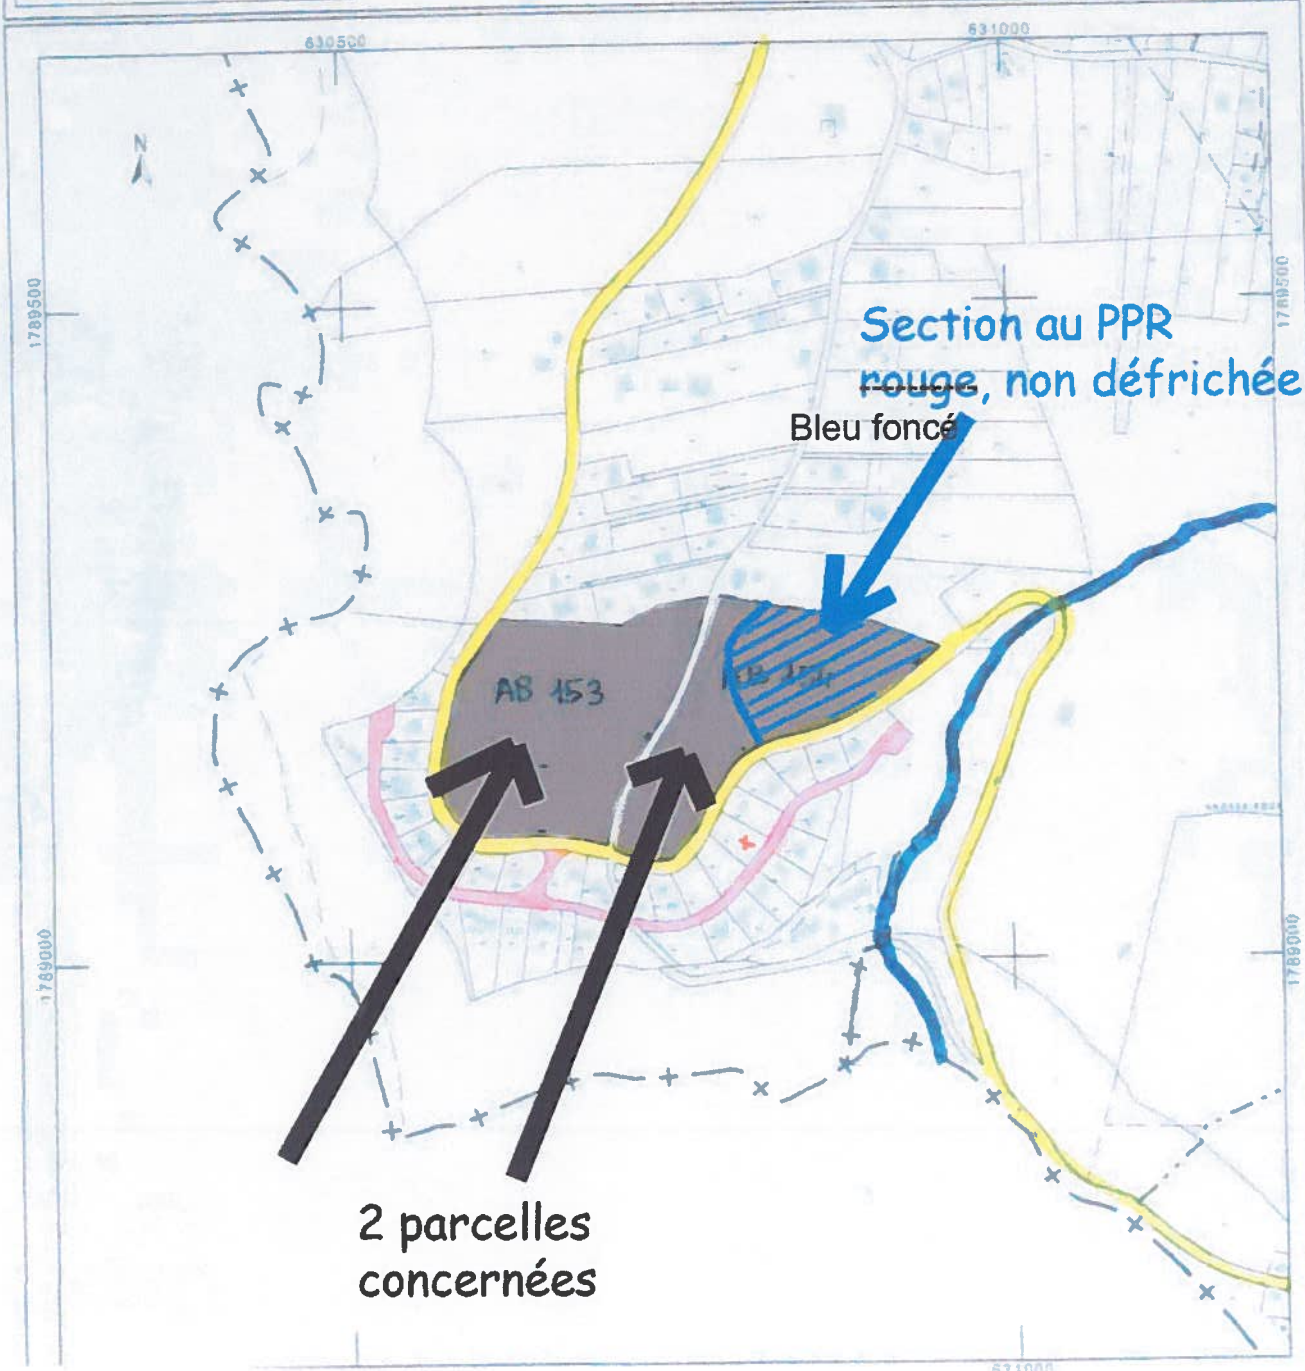 630500
631000
N
1789500
1789500
Section au PPR
rouge, non défrichée
Bleu foncé
AB 153
1789000
1789000
2 parcelles
concernées
631000